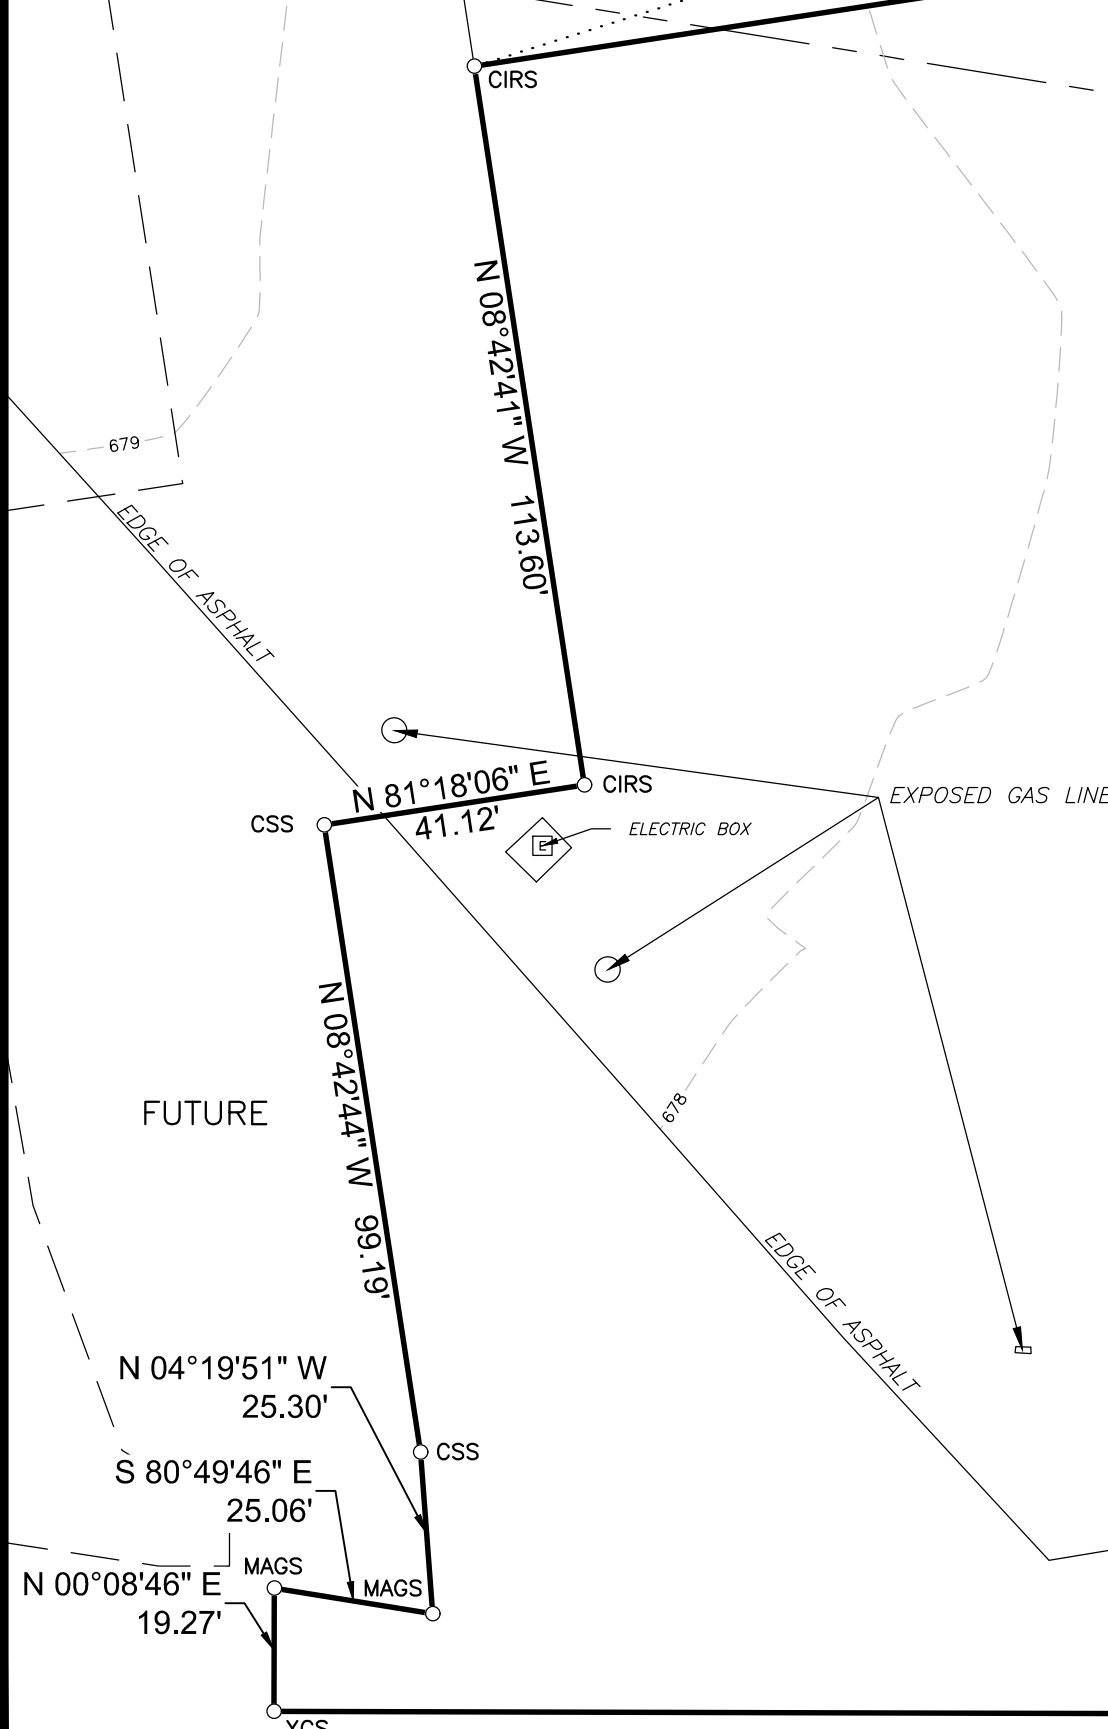 CIRS
N 08°42'41" W 113.60'
679
EDGE OF ASPHALT
N 81°18'06" E
41.12'
CIRS
CSS
EXPOSED GAS LINE
ELECTRIC BOX
E
N 08°42'44" W 99.19'
678
FUTURE
EDGE OF ASPHALT
N 04°19'51" W
25.30'
CSS
S 80°49'46" E
25.06'
MAGS
MAGS
N 00°08'46" E
19.27'
XCS